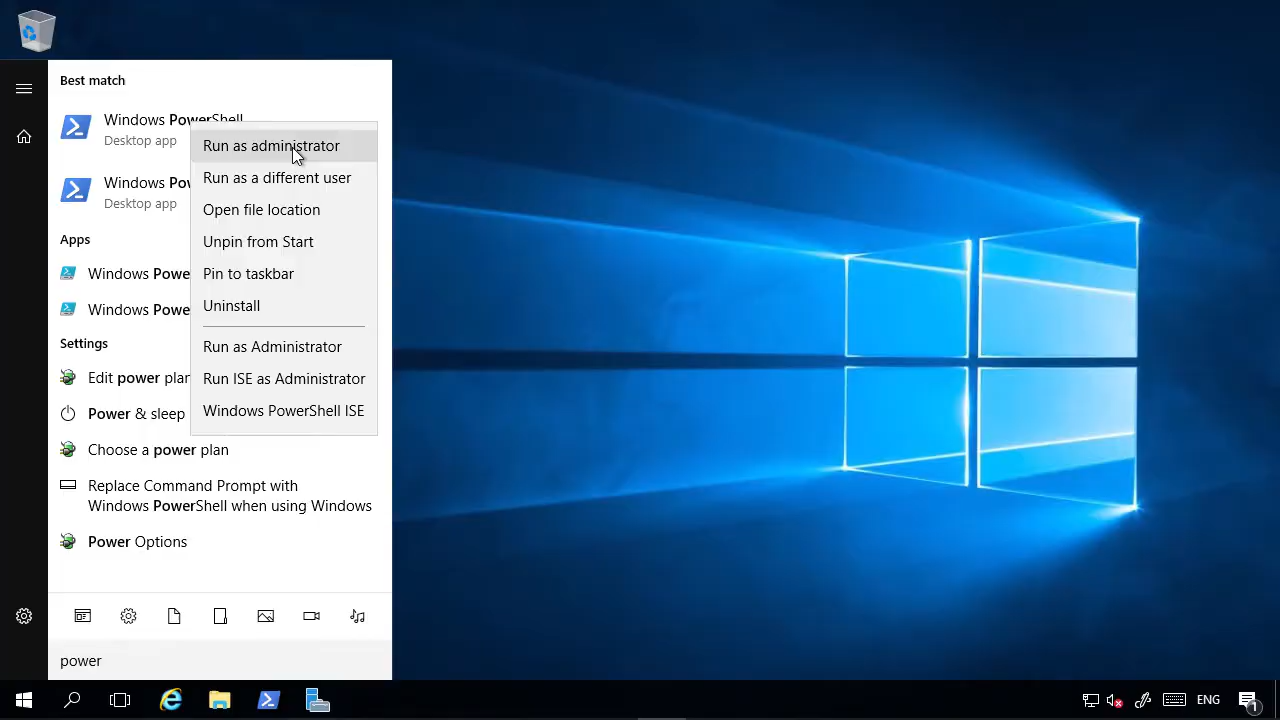 Best match
Windows PowerShell
Desktop app
Run as administrator
Run as a different user
Windows Pow
Desktop app
Open file location
Apps
Unpin from Start
Windows Powe
Pin to taskbar
Windows Powe
Uninstall
Settings
Run as Administrator
Edit power plan
Run ISE as Administrator
Power & sleep
Windows PowerShell ISE
Choose a power plan
Replace Command Prompt with
Windows PowerShell when using Windows
Power Options
power
ENG
1